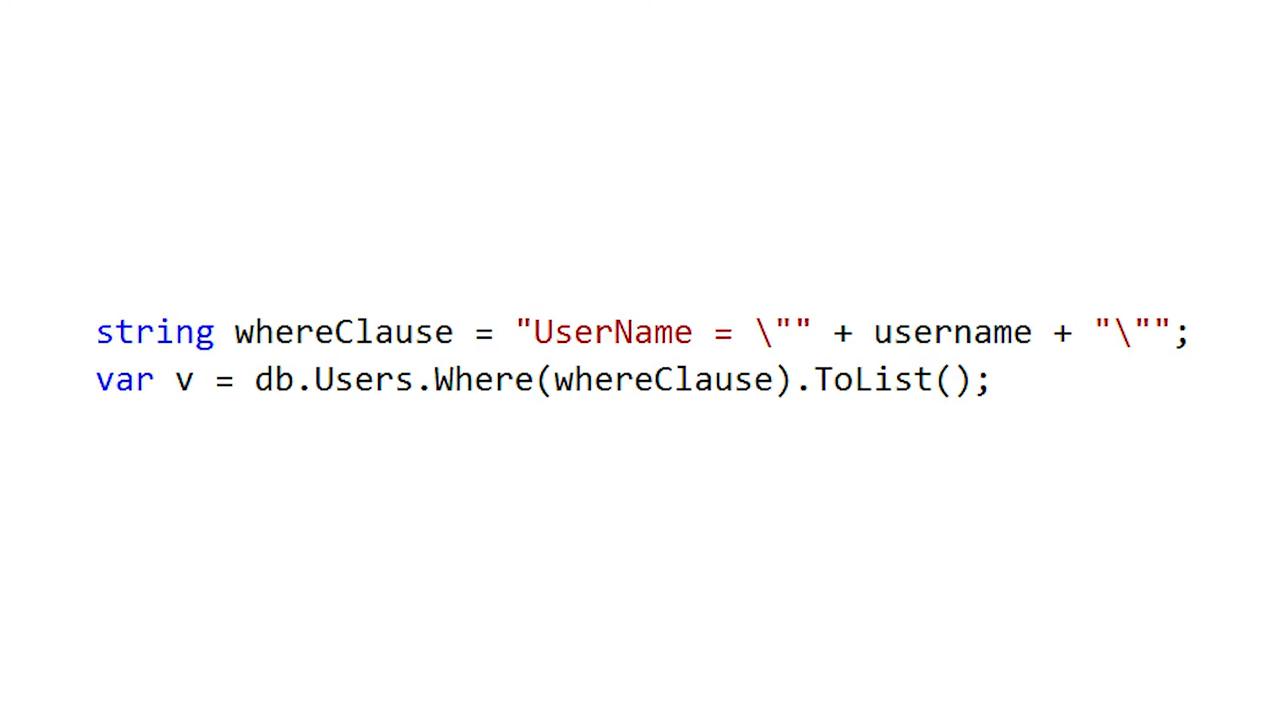 string whereClause = "UserName = \"" + username + "\"";
var v = db.Users.Where(whereClause).ToList();